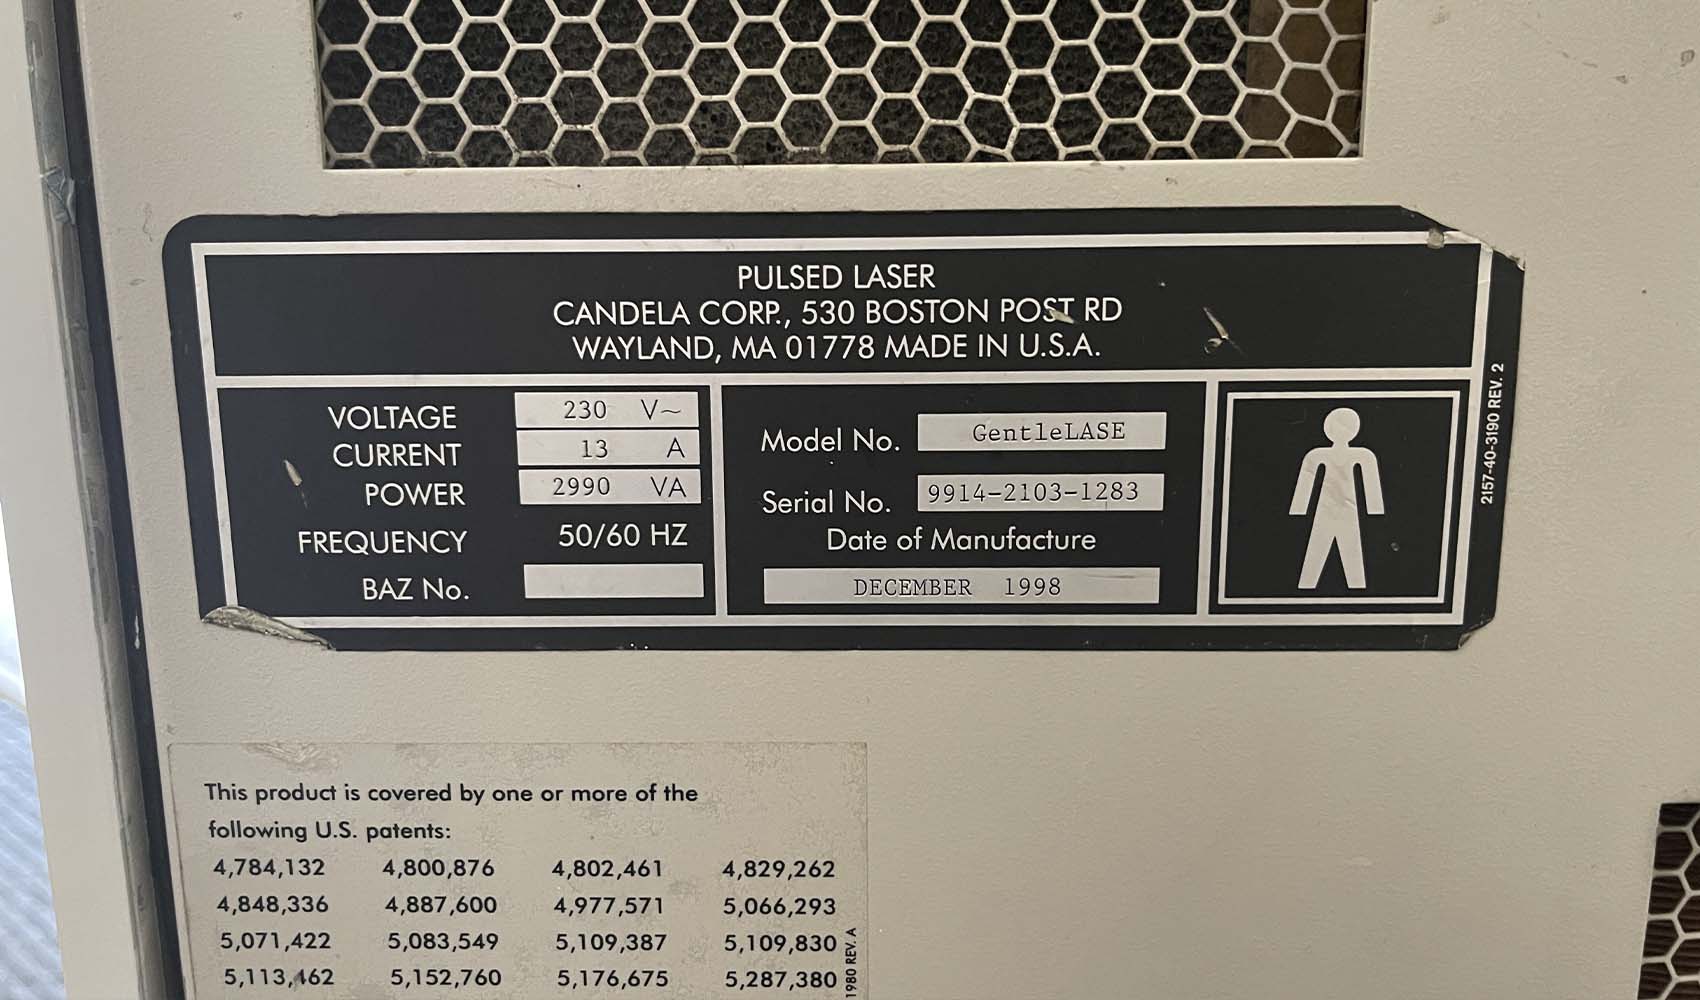 PULSED LASER
CANDELA CORP., 530 BOSTON POST RD
WAYLAND, MA 01778 MADE IN U.S.A.
VOLTAGE 230 V~
CURRENT 13 A
POWER 2990 VA
FREQUENCY 50/60 HZ
BAZ No.
Model No. GentleLASE
Serial No. 9914-2103-1283
Date of Manufacture
DECEMBER 1998
2157-40-3190 REV. 2
This product is covered by one or more of the
following U.S. patents:
4,784,132 4,800,876 4,802,461 4,829,262
4,848,336 4,887,600 4,977,571 5,066,293
5,071,422 5,083,549 5,109,387 5,109,830
5,113,462 5,152,760 5,176,675 5,287,380
1980 REV. A